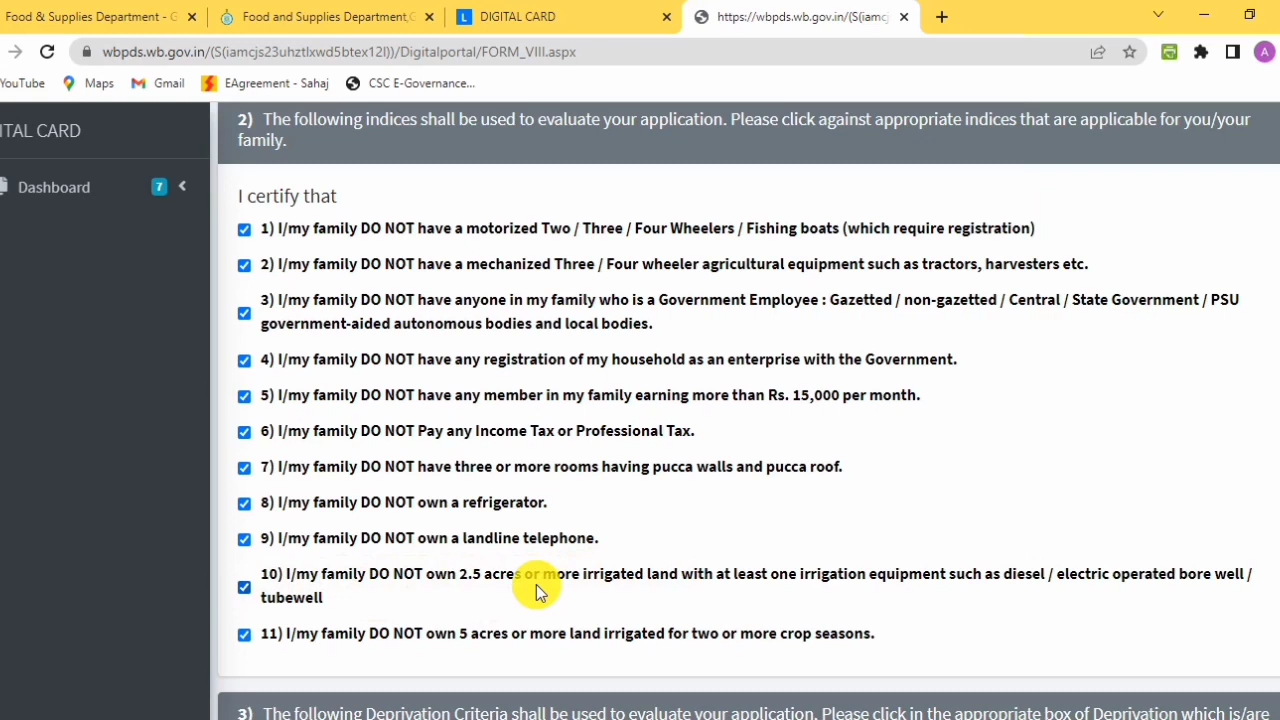 Food & Supplies Department - G
Food and Supplies Department,G
DIGITAL CARD
https://wbpds.wb.gov.in/(S(iamcj
wbpds.wb.gov.in/(S(iamcjs23uhztlxwd5btex12l))/Digitalportal/FORM_VIII.aspx
A
YouTube
Maps
Gmail
EAgreement - Sahaj
CSC E-Governance...
ITAL CARD
Dashboard
7
2) The following indices shall be used to evaluate your application. Please click against appropriate indices that are applicable for you/your
family.
I certify that
1) I/my family DO NOT have a motorized Two / Three / Four Wheelers / Fishing boats (which require registration)
2) I/my family DO NOT have a mechanized Three / Four wheeler agricultural equipment such as tractors, harvesters etc.
3) I/my family DO NOT have anyone in my family who is a Government Employee : Gazetted / non-gazetted / Central / State Government / PSU
government-aided autonomous bodies and local bodies.
4) I/my family DO NOT have any registration of my household as an enterprise with the Government.
5) I/my family DO NOT have any member in my family earning more than Rs. 15,000 per month.
6) I/my family DO NOT Pay any Income Tax or Professional Tax.
7) I/my family DO NOT have three or more rooms having pucca walls and pucca roof.
8) I/my family DO NOT own a refrigerator.
9) I/my family DO NOT own a landline telephone.
10) I/my family DO NOT own 2.5 acres or more irrigated land with at least one irrigation equipment such as diesel / electric operated bore well /
tubewell
11) I/my family DO NOT own 5 acres or more land irrigated for two or more crop seasons.
3) The following Deprivation Criteria shall be used to evaluate your application. Please click in the appropriate box of Deprivation which is/are